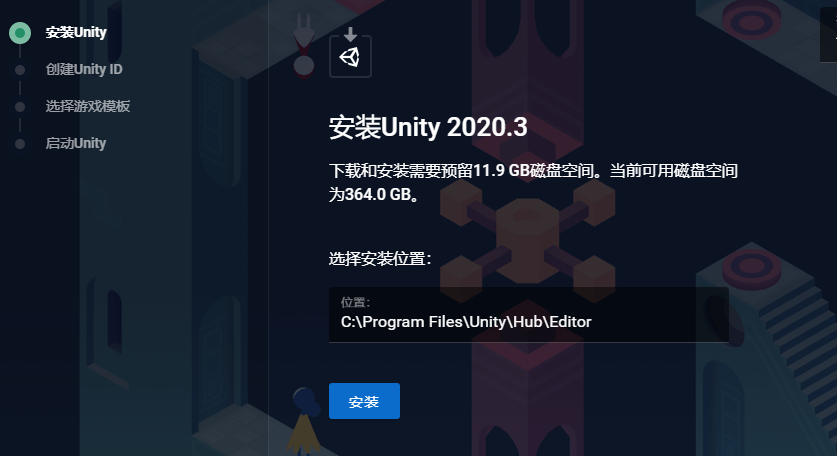 安装Unity
创建Unity ID
选择游戏模板
启动Unity
安装Unity 2020.3
下载和安装需要预留11.9 GB磁盘空间。当前可用磁盘空间
为364.0 GB。
选择安装位置：
位置：
C:\Program Files\Unity\Hub\Editor
安装